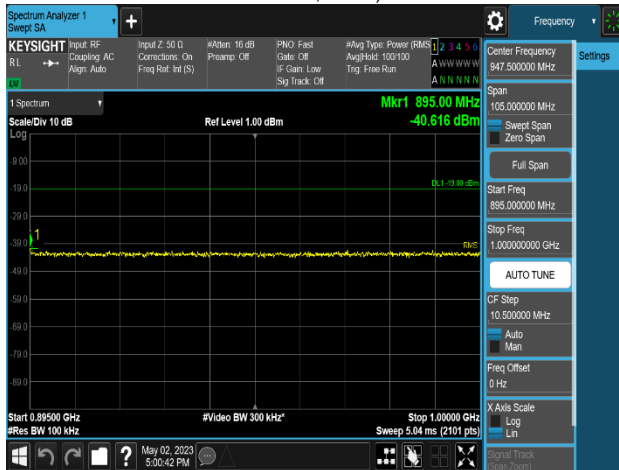 Spectrum Analyzer 1
Swept SA
+
Frequency
Settings
KEYSIGHT
RL
Input: RF
Coupling: AC
Align: Auto
Input Z: 50 Ω
Corrections: On
Freq Ref: Int (S)
#Atten: 16 dB
Preamp: Off
PNO: Fast
Gate: Off
IF Gain: Low
Sig Track: Off
#Avg Type: Power (RMS
Avg|Hold: 100/100
Trig: Free Run
1 2 3 4 5 6
A W W W W W
A N N N N N
1 Spectrum
Mkr1 895.00 MHz
Scale/Div 10 dB
Ref Level 1.00 dBm
-40.616 dBm
Log
-9.00
-19.0
DL1 -19.00 dBm
-29.0
1
-39.0
RMS
-49.0
-59.0
-69.0
-79.0
-89.0
Start 0.89500 GHz
#Video BW 300 kHz*
Stop 1.00000 GHz
#Res BW 100 kHz
Sweep 5.04 ms (2101 pts)
Center Frequency
947.500000 MHz
Span
105.000000 MHz
Swept Span
Zero Span
Full Span
Start Freq
895.000000 MHz
Stop Freq
1.000000000 GHz
AUTO TUNE
CF Step
10.500000 MHz
Auto
Man
Freq Offset
0 Hz
X Axis Scale
Log
Lin
Signal Track
(Span Zoom)
?
May 02, 2023
5:00:42 PM